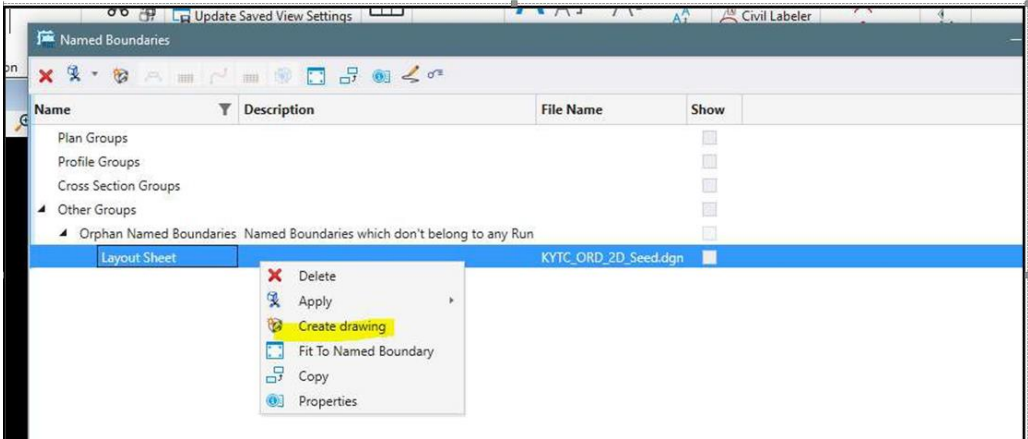 Update Saved View Settings
Civil Labeler
Named Boundaries
on
Name Description File Name Show
Plan Groups
Profile Groups
Cross Section Groups
Other Groups
Orphan Named Boundaries Named Boundaries which don't belong to any Run
Layout Sheet KYTC_ORD_2D_Seed.dgn
Delete
Apply
Create drawing
Fit To Named Boundary
Copy
Properties